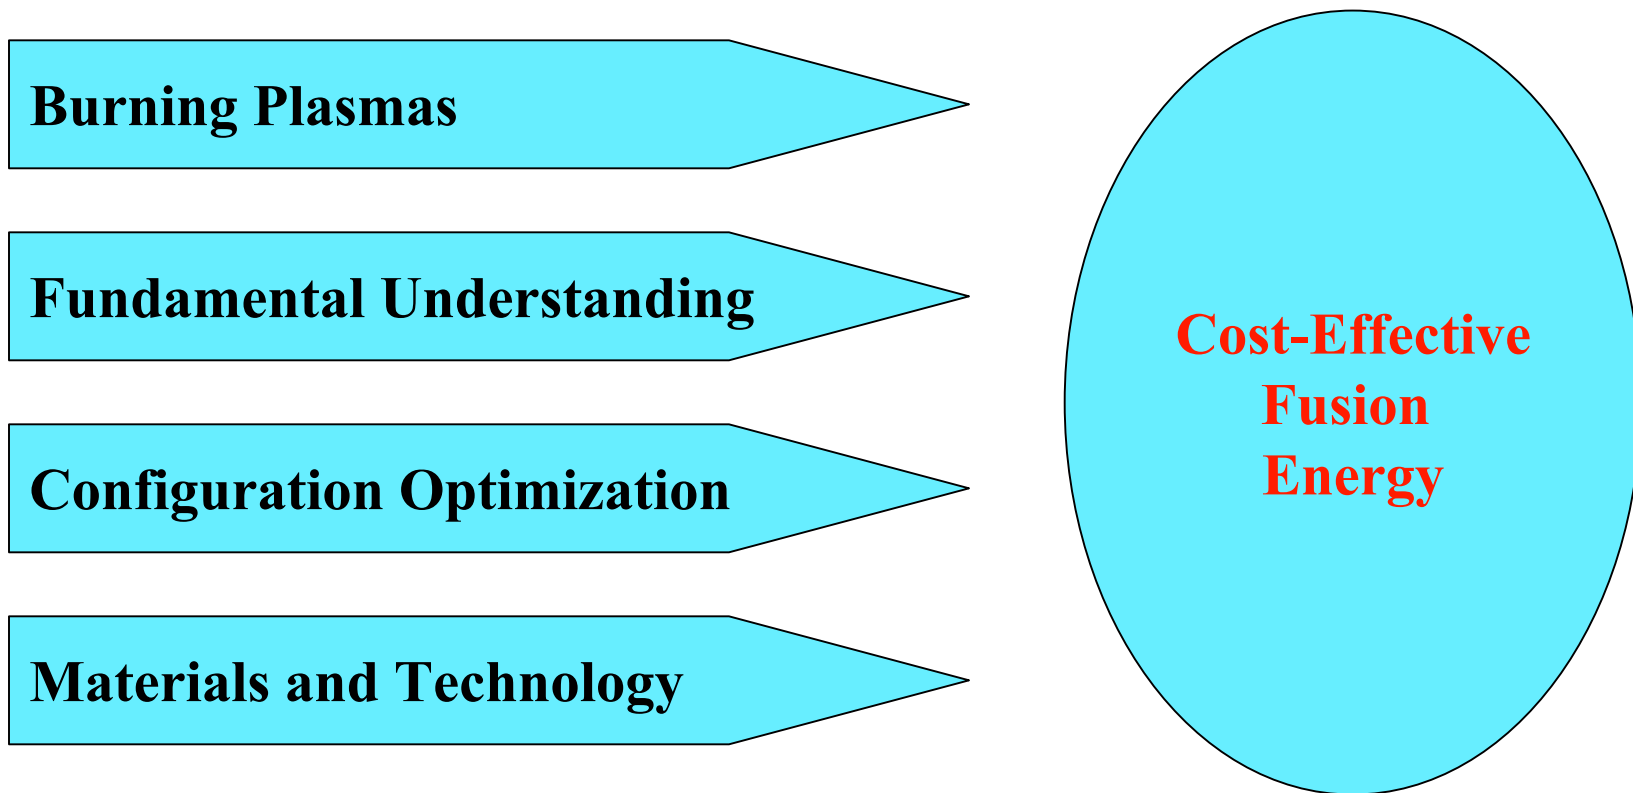 Burning Plasmas
Fundamental Understanding
Configuration Optimization
Materials and Technology
Cost-Effective
Fusion
Energy